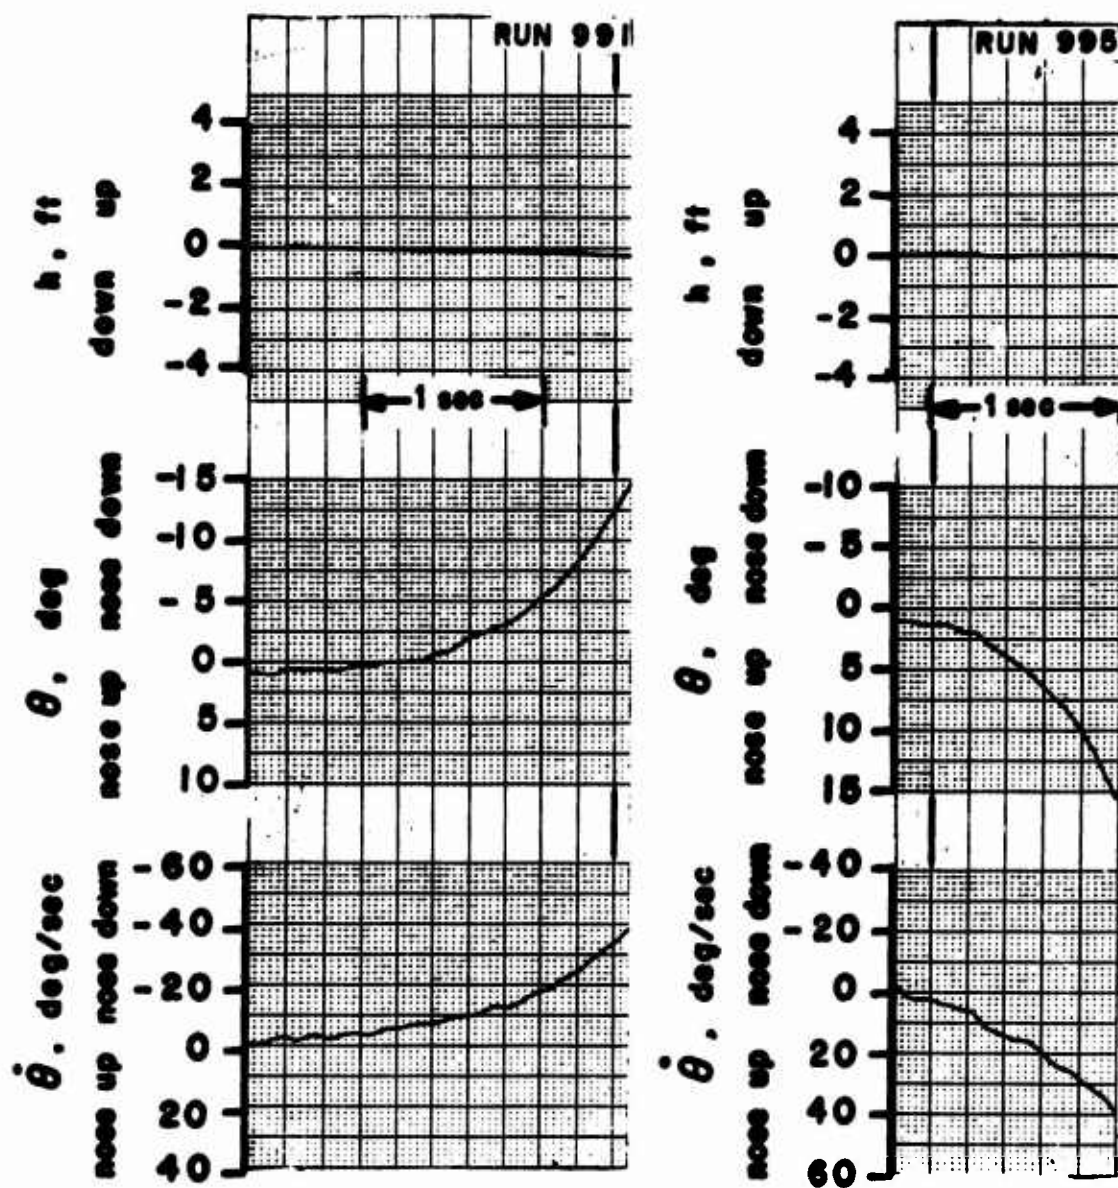 RUN 991
h, ft
down up
4
2
0
-2
-4
1 sec
θ, deg
nose up nose down
-15
-10
-5
0
5
10
θ̇, deg/sec
nose up nose down
-60
-40
-20
0
20
40
RUN 995
h, ft
down up
4
2
0
-2
-4
1 sec
θ, deg
nose up nose down
-10
-5
0
5
10
15
θ̇, deg/sec
nose up nose down
-40
-20
0
20
40
60